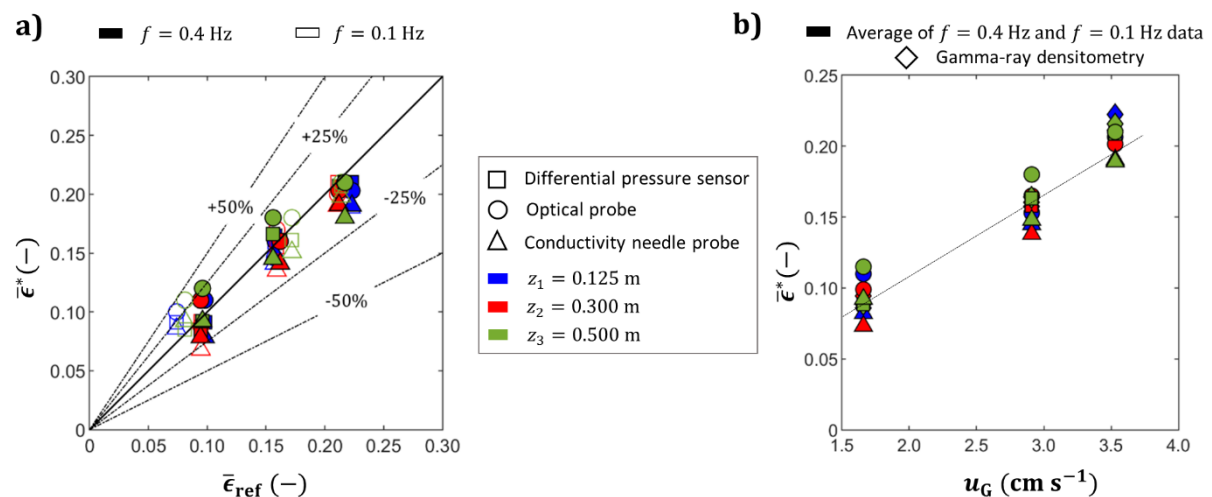 a)
f = 0.4 Hz
f = 0.1 Hz
0.30
0.25
0.20
0.15
0.10
0.05
0
+25%
+50%
-25%
-50%
ϵ̅*(−)
0 0.05 0.10 0.15 0.20 0.25 0.30
ϵ̅ref (−)
Differential pressure sensor
Optical probe
Conductivity needle probe
z₁ = 0.125 m
z₂ = 0.300 m
z₃ = 0.500 m
b)
Average of f = 0.4 Hz and f = 0.1 Hz data
Gamma-ray densitometry
0.25
0.20
0.15
0.10
0.05
0
ϵ̅*(−)
1.5 2.0 2.5 3.0 3.5 4.0
uG (cm s⁻¹)